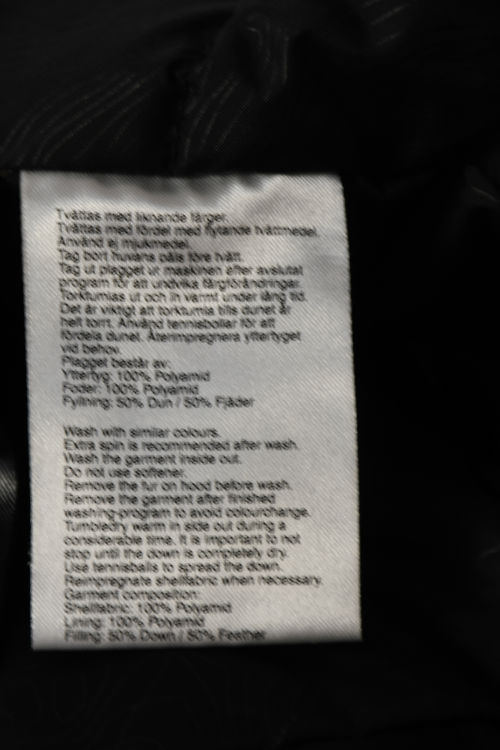 Tvättas med liknande färger.
Tvättas med fördel med flytande tvättmedel.
Använd ej mjukmedel.
Tag bort huvans päls före tvätt.
Tag ut plagget ur maskinen efter avslutat
program för att undvika färgförändringar.
Torktumlas ut och in varmt under lång tid.
Det är viktigt att torktumla tills dunet är
helt torrt. Använd tennisbollar för att
fördela dunet. Återimpregnera yttertyget
vid behov.
Plagget består av:
Yttertyg: 100% Polyamid
Foder: 100% Polyamid
Fyllning: 50% Dun / 50% Fjäder
Wash with similar colours.
Extra spin is recommended after wash.
Wash the garment inside out.
Do not use softener.
Remove the fur on hood before wash.
Remove the garment after finished
washing-program to avoid colourchange.
Tumbledry warm in side out during a
considerable time. It is important to not
stop until the down is completely dry.
Use tennisballs to spread the down.
Reimpregnate shellfabric when necessary.
Garment composition:
Shellfabric: 100% Polyamid
Lining: 100% Polyamid
Filling: 50% Down / 50% Feather